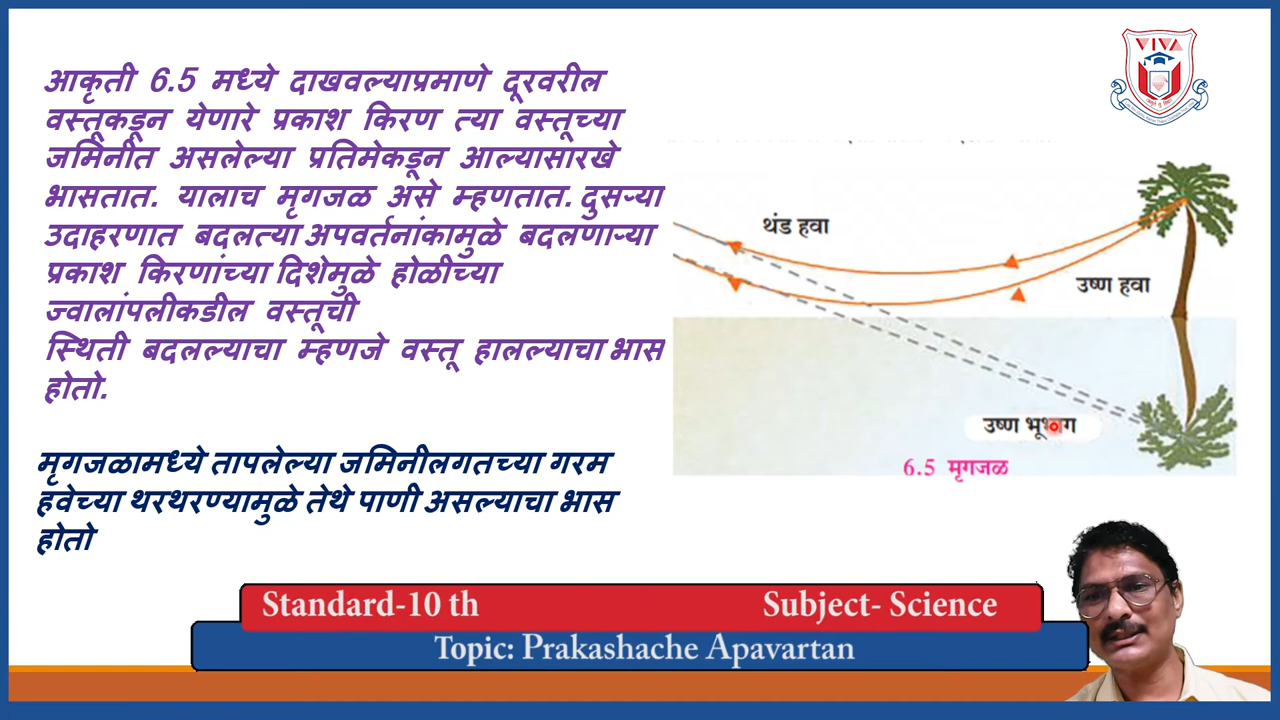 VIVA
आकृती 6.5 मध्ये दाखवल्याप्रमाणे दूरवरील
वस्तूकडून येणारे प्रकाश किरण त्या वस्तूच्या
जमिनीत असलेल्या प्रतिमेकडून आल्यासारखे
भासतात. यालाच मृगजळ असे म्हणतात. दुसऱ्या
उदाहरणात बदलत्या अपवर्तनांकामुळे बदलणाऱ्या
प्रकाश किरणांच्या दिशेमुळे होळीच्या
ज्वालांपलीकडील वस्तूची
स्थिती बदलल्याचा म्हणजे वस्तू हालल्याचा भास
होतो.
मृगजळामध्ये तापलेल्या जमिनीलगतच्या गरम
हवेच्या थरथरण्यामुळे तेथे पाणी असल्याचा भास
होतो
थंड हवा
उष्ण हवा
उष्ण भूभाग
6.5 मृगजळ
Standard-10 th
Subject- Science
Topic: Prakashache Apavartan